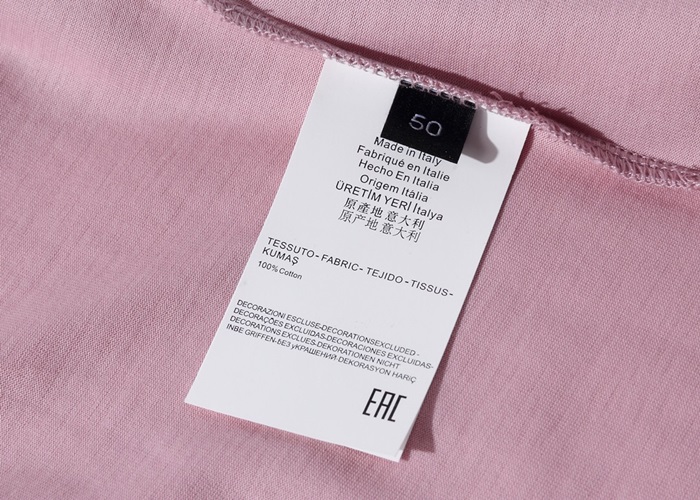 50
Made in Italy
Fabriqué en Italie
Hecho En Italia
Origem Itàlia
ÜRETİM YERİ İtalya
原產地 意大利
原产地 意大利
TESSUTO-FABRIC-TEJIDO-TISSUS-
KUMAŞ
100% Cotton
DECORAZIONI ESCLUSE-DECORATIONSEXCLUDED-
DECORAÇÕES EXCLUIDAS-DECORACIONES EXCLUIDAS-
DECORATIONS EXCLUES-DEKORATIONEN NICHT
INBE GRIFFEN-БЕЗ уКРАШЕНИЙ DEKORASYON HARİÇ
EAC